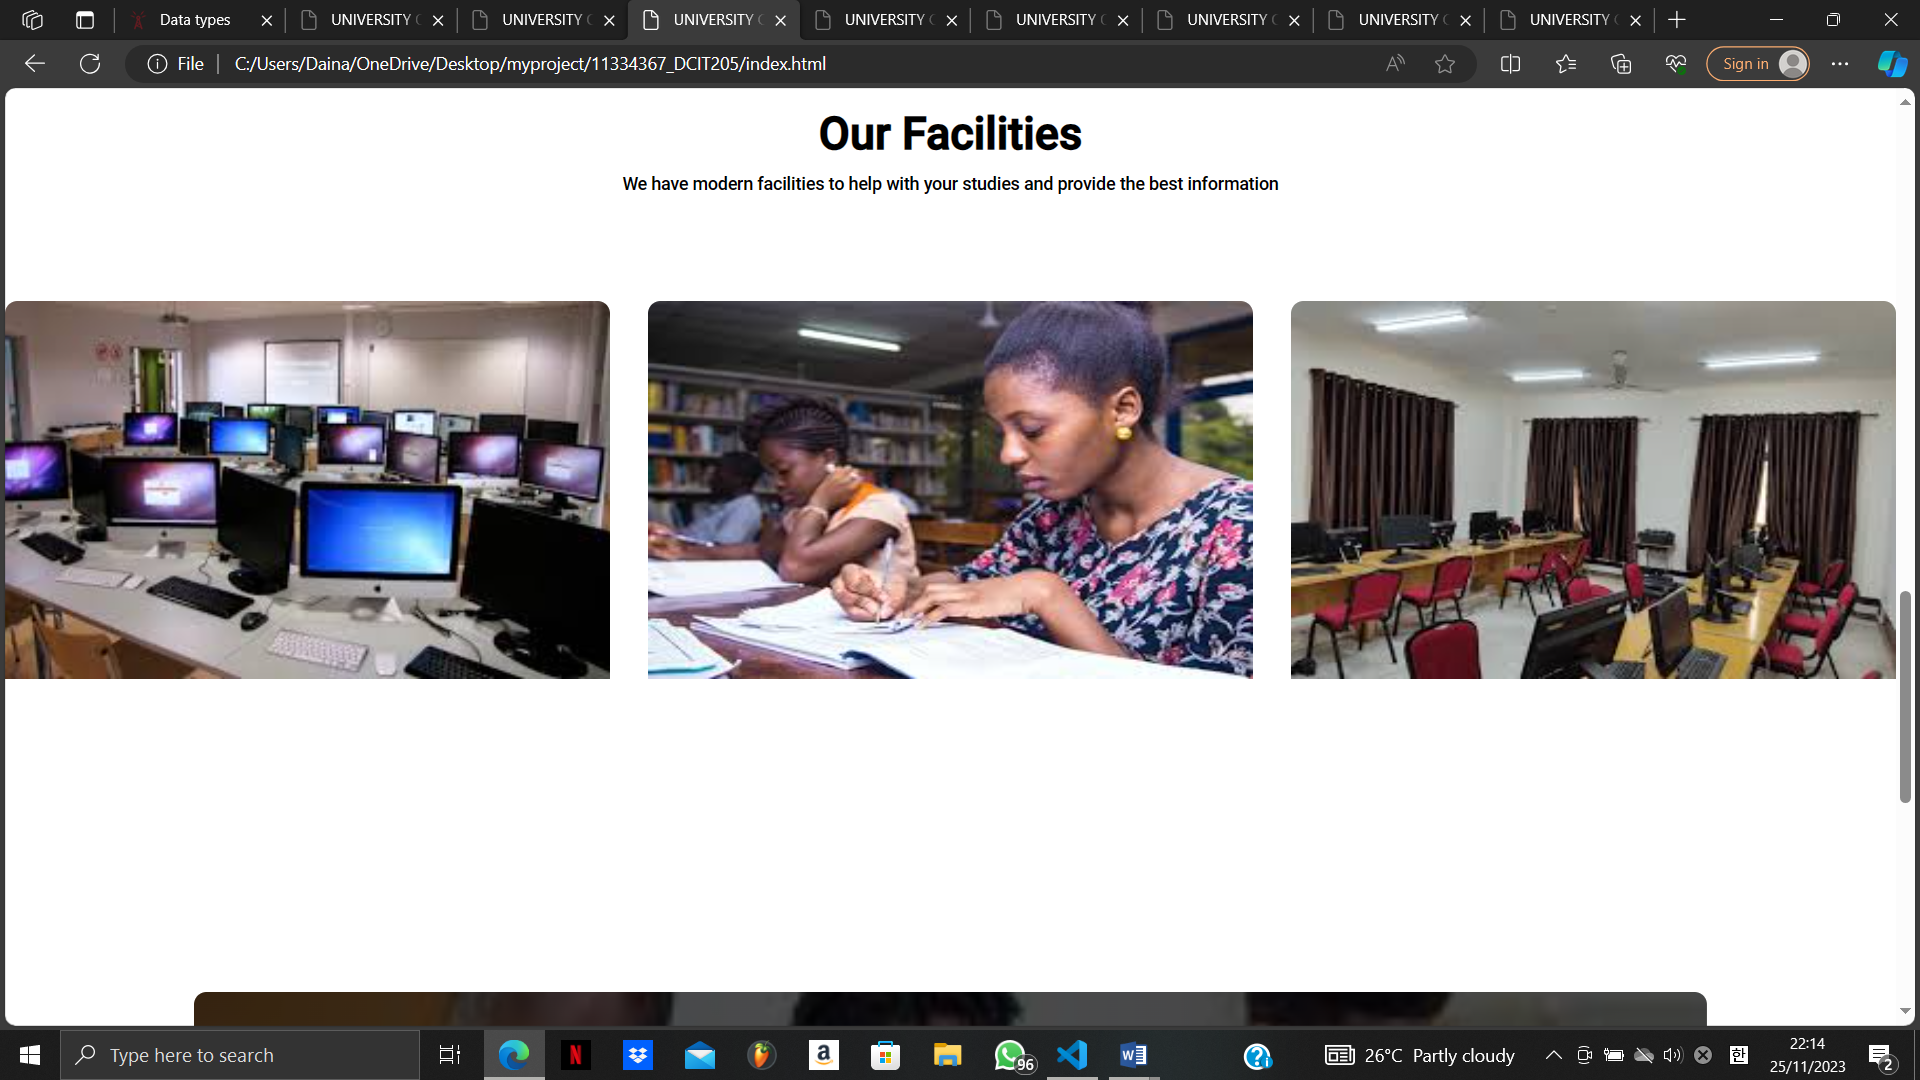 Data types
UNIVERSITY
UNIVERSITY
UNIVERSITY
UNIVERSITY
UNIVERSITY
UNIVERSITY
UNIVERSITY
UNIVERSITY
File
C:/Users/Daina/OneDrive/Desktop/myproject/11334367_DCIT205/index.html
Sign in
Our Facilities
We have modern facilities to help with your studies and provide the best information
Type here to search
96
26°C Partly cloudy
한
22:14
25/11/2023
2